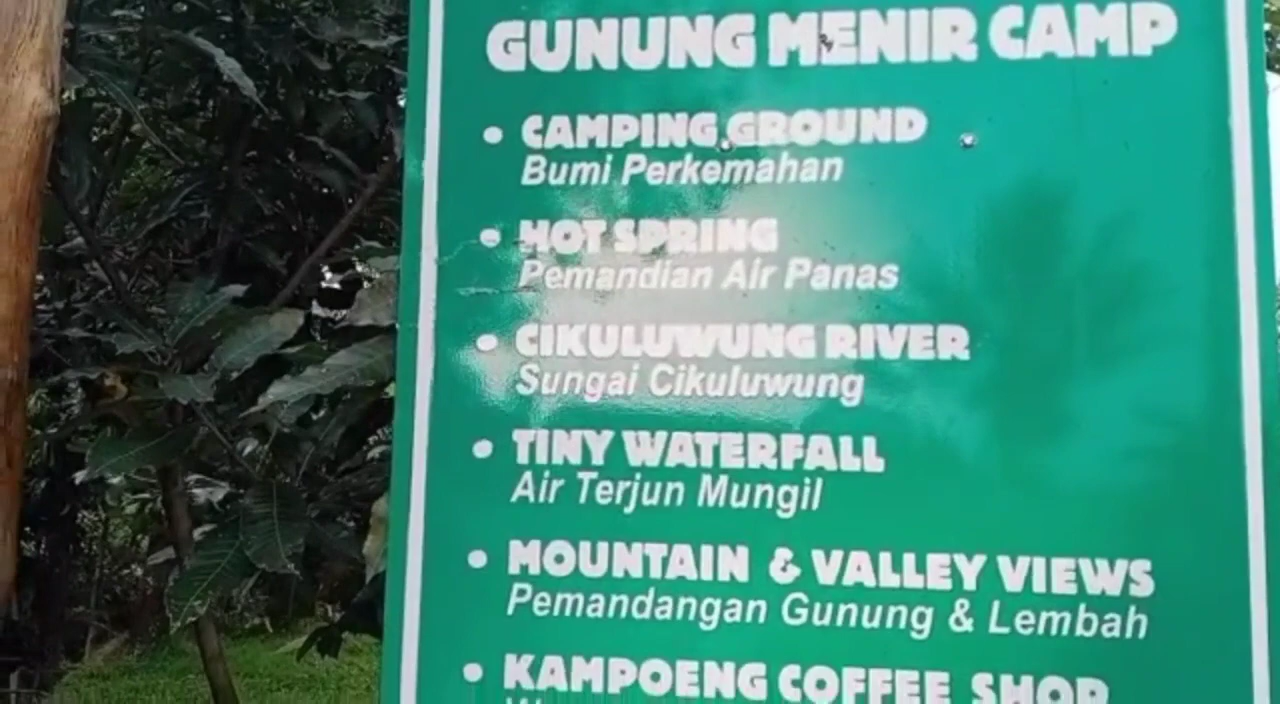 GUNUNG MENIR CAMP
• CAMPING GROUND
Bumi Perkemahan
• HOT SPRING
Pemandian Air Panas
• CIKULUWUNG RIVER
Sungai Cikuluwung
• TINY WATERFALL
Air Terjun Mungil
• MOUNTAIN & VALLEY VIEWS
Pemandangan Gunung & Lembah
• KAMPOENG COFFEE SHOP